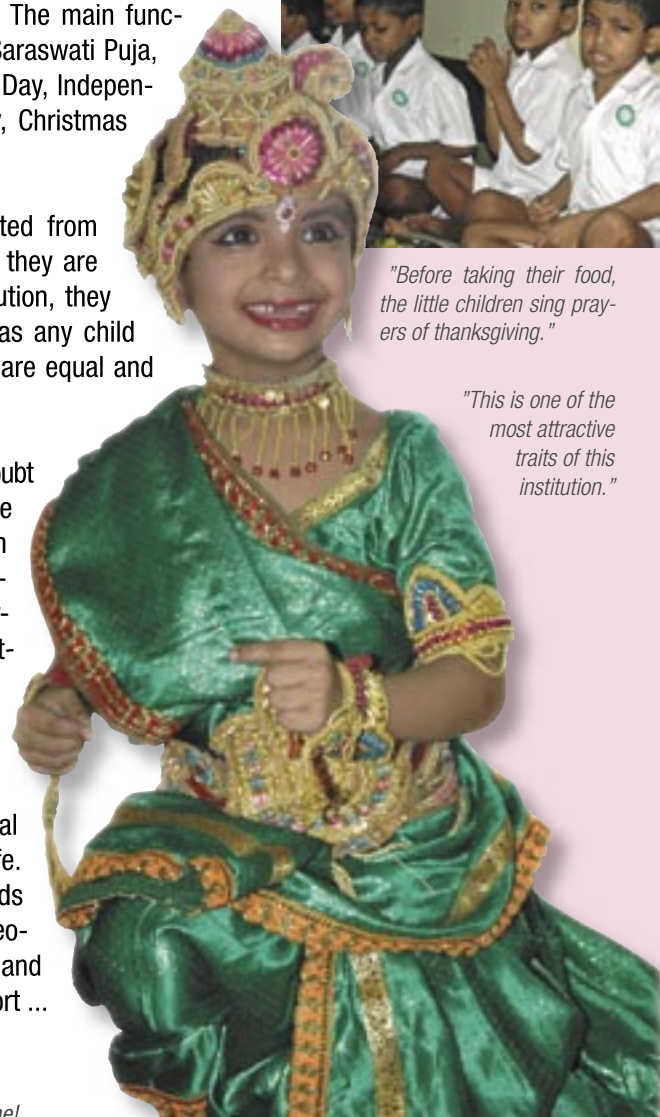 The main func-
Saraswati Puja,
Day, Indepen-
, Christmas
ted from
they are
ution, they
as any child
are equal and
oubt
e
-
-
t-
al
fe.
ds
eo-
and
ort ...
"Before taking their food,
the little children sing pray-
ers of thanksgiving."
"This is one of the
most attractive
traits of this
institution."